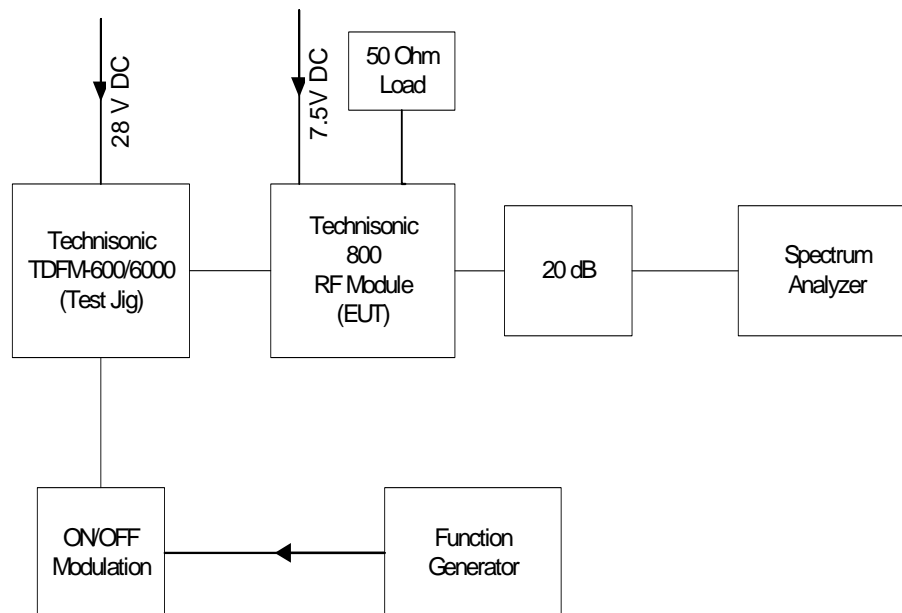 28 V DC
7.5V DC
50 Ohm
Load
Technisonic
TDFM-600/6000
(Test Jig)
Technisonic
800
RF Module
(EUT)
20 dB
Spectrum
Analyzer
ON/OFF
Modulation
Function
Generator